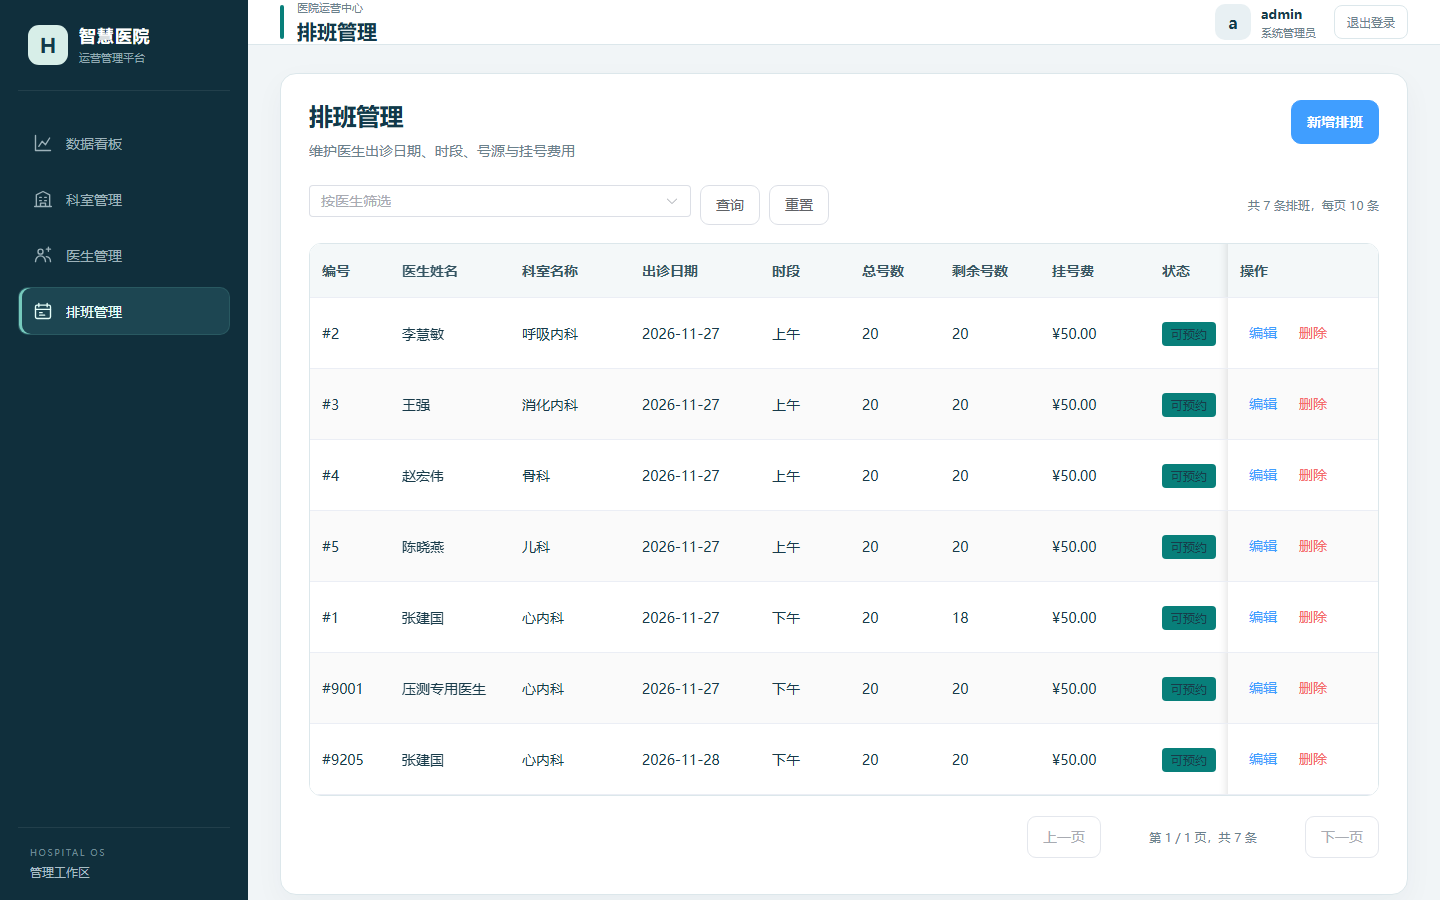 H
智慧医院
运营管理平台
数据看板
科室管理
医生管理
排班管理
HOSPITAL OS
管理工作区
医院运营中心
排班管理
a
admin
系统管理员
退出登录
排班管理
维护医生出诊日期、时段、号源与挂号费用
新增排班
按医生筛选
查询
重置
共 7 条排班，每页 10 条
编号 医生姓名 科室名称 出诊日期 时段 总号数 剩余号数 挂号费 状态 操作
#2 李慧敏 呼吸内科 2026-11-27 上午 20 20 ¥50.00 可预约 编辑 删除
#3 王强 消化内科 2026-11-27 上午 20 20 ¥50.00 可预约 编辑 删除
#4 赵宏伟 骨科 2026-11-27 上午 20 20 ¥50.00 可预约 编辑 删除
#5 陈晓燕 儿科 2026-11-27 上午 20 20 ¥50.00 可预约 编辑 删除
#1 张建国 心内科 2026-11-27 下午 20 18 ¥50.00 可预约 编辑 删除
#9001 压测专用医生 心内科 2026-11-27 下午 20 20 ¥50.00 可预约 编辑 删除
#9205 张建国 心内科 2026-11-28 下午 20 20 ¥50.00 可预约 编辑 删除
上一页
第 1 / 1 页，共 7 条
下一页